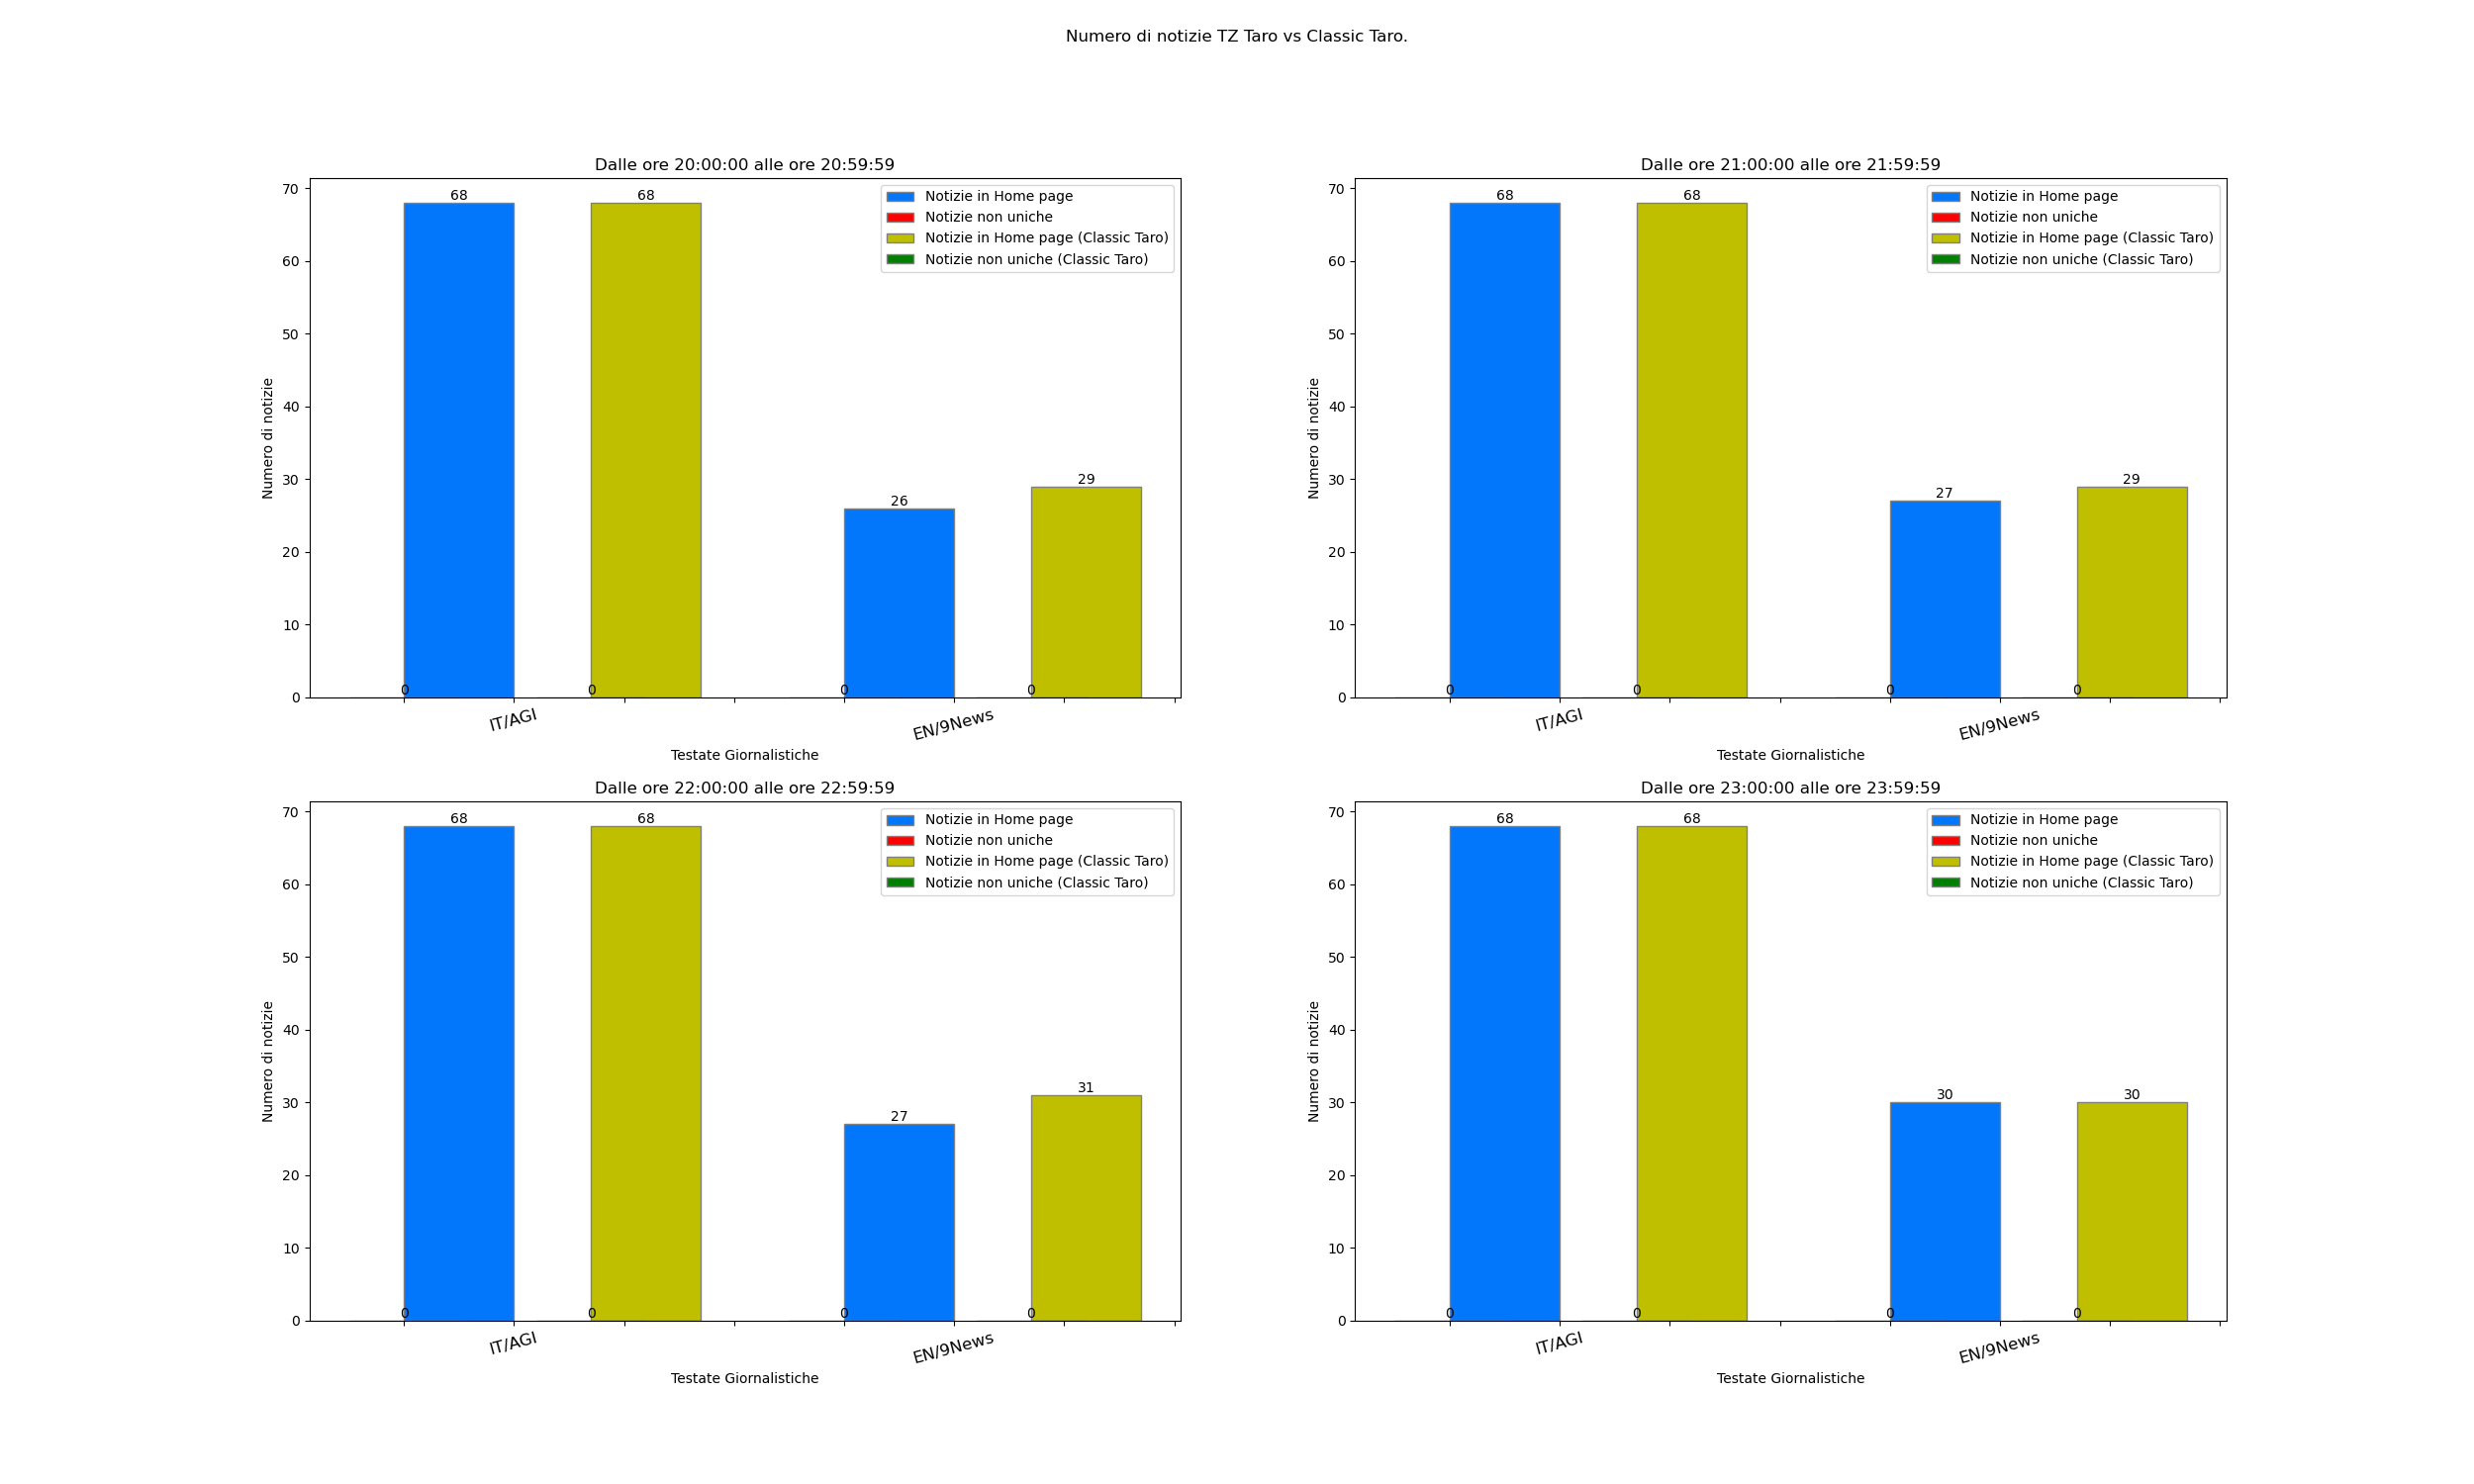 Numero di notizie TZ Taro vs Classic Taro.
Dalle ore 20:00:00 alle ore 20:59:59
70
60
50
40
30
20
10
0
Numero di notizie
68
68
26
29
0
0
0
0
Notizie in Home page
Notizie non uniche
Notizie in Home page (Classic Taro)
Notizie non uniche (Classic Taro)
IT/AGI
EN/9News
Testate Giornalistiche
Dalle ore 21:00:00 alle ore 21:59:59
70
60
50
40
30
20
10
0
Numero di notizie
68
68
27
29
0
0
0
0
Notizie in Home page
Notizie non uniche
Notizie in Home page (Classic Taro)
Notizie non uniche (Classic Taro)
IT/AGI
EN/9News
Testate Giornalistiche
Dalle ore 22:00:00 alle ore 22:59:59
70
60
50
40
30
20
10
0
Numero di notizie
68
68
27
31
0
0
0
0
Notizie in Home page
Notizie non uniche
Notizie in Home page (Classic Taro)
Notizie non uniche (Classic Taro)
IT/AGI
EN/9News
Testate Giornalistiche
Dalle ore 23:00:00 alle ore 23:59:59
70
60
50
40
30
20
10
0
Numero di notizie
68
68
30
30
0
0
0
0
Notizie in Home page
Notizie non uniche
Notizie in Home page (Classic Taro)
Notizie non uniche (Classic Taro)
IT/AGI
EN/9News
Testate Giornalistiche